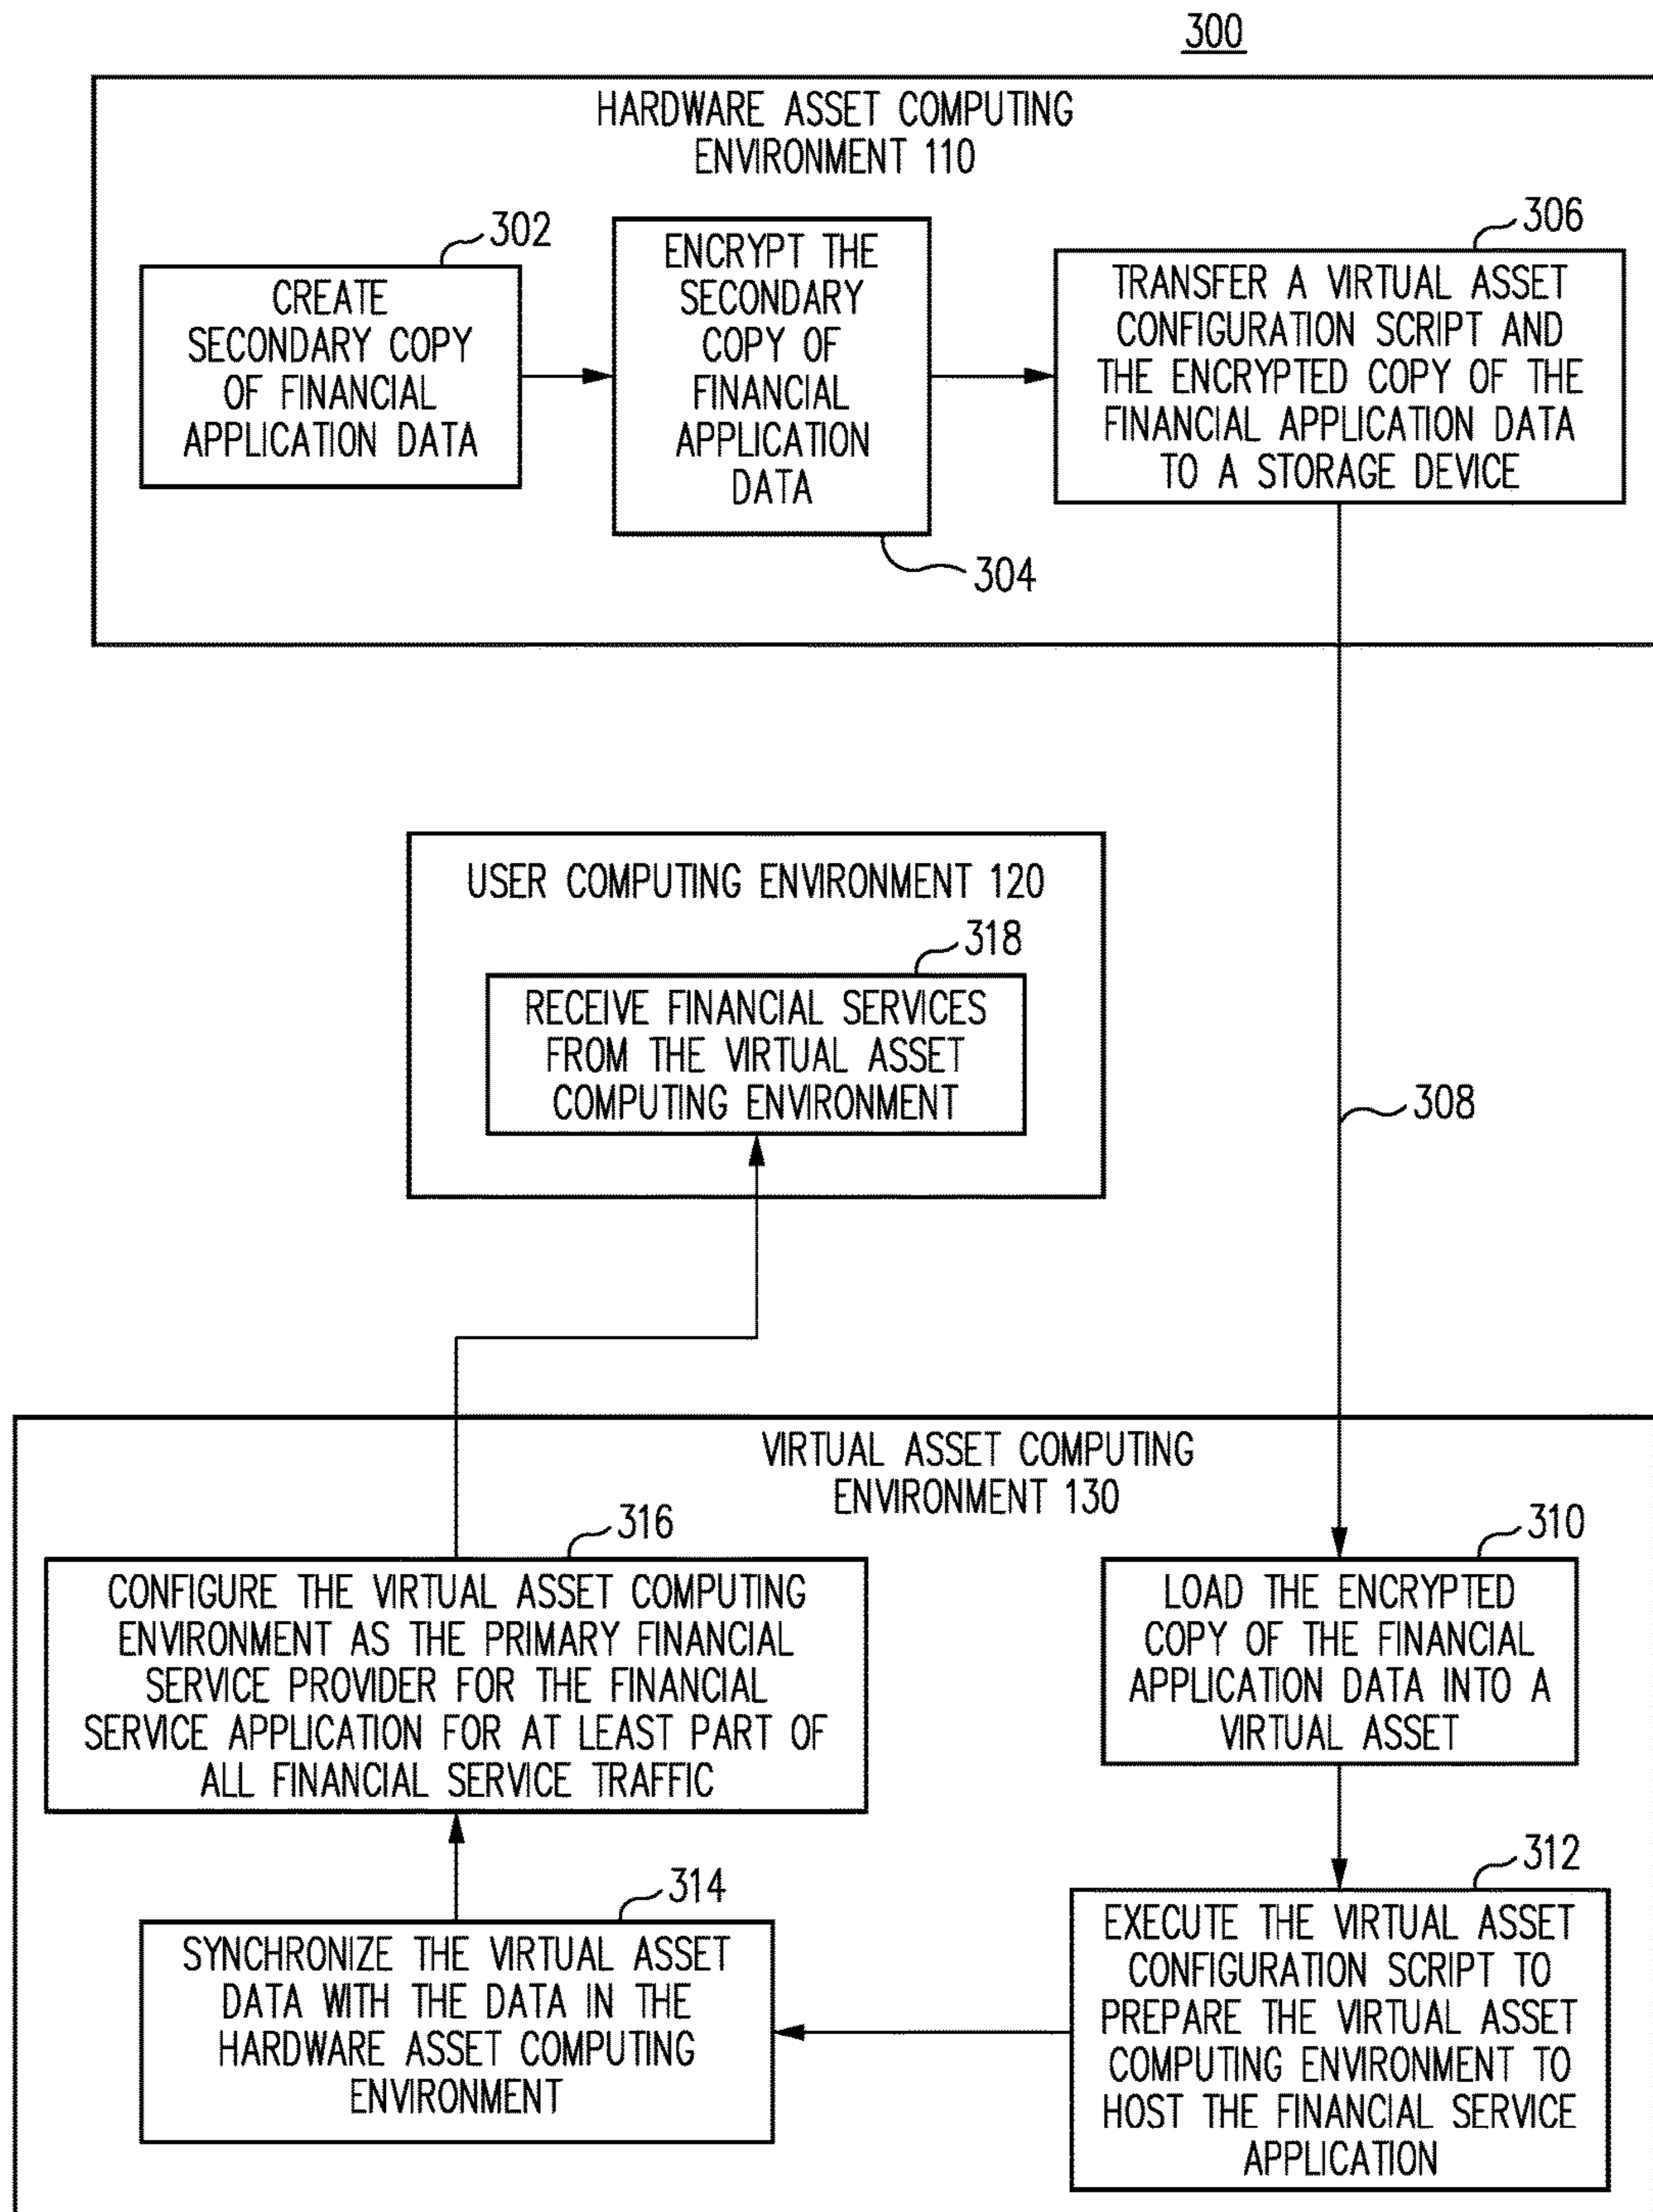 300
HARDWARE ASSET COMPUTING
ENVIRONMENT 110
302
CREATE
SECONDARY COPY
OF FINANCIAL
APPLICATION DATA
ENCRYPT THE
SECONDARY
COPY OF
FINANCIAL
APPLICATION
DATA
304
306
TRANSFER A VIRTUAL ASSET
CONFIGURATION SCRIPT AND
THE ENCRYPTED COPY OF THE
FINANCIAL APPLICATION DATA
TO A STORAGE DEVICE
USER COMPUTING ENVIRONMENT 120
318
RECEIVE FINANCIAL SERVICES
FROM THE VIRTUAL ASSET
COMPUTING ENVIRONMENT
308
VIRTUAL ASSET COMPUTING
ENVIRONMENT 130
316
CONFIGURE THE VIRTUAL ASSET COMPUTING
ENVIRONMENT AS THE PRIMARY FINANCIAL
SERVICE PROVIDER FOR THE FINANCIAL
SERVICE APPLICATION FOR AT LEAST PART OF
ALL FINANCIAL SERVICE TRAFFIC
310
LOAD THE ENCRYPTED
COPY OF THE FINANCIAL
APPLICATION DATA INTO A
VIRTUAL ASSET
314
SYNCHRONIZE THE VIRTUAL ASSET
DATA WITH THE DATA IN THE
HARDWARE ASSET COMPUTING
ENVIRONMENT
312
EXECUTE THE VIRTUAL ASSET
CONFIGURATION SCRIPT TO
PREPARE THE VIRTUAL ASSET
COMPUTING ENVIRONMENT TO
HOST THE FINANCIAL SERVICE
APPLICATION